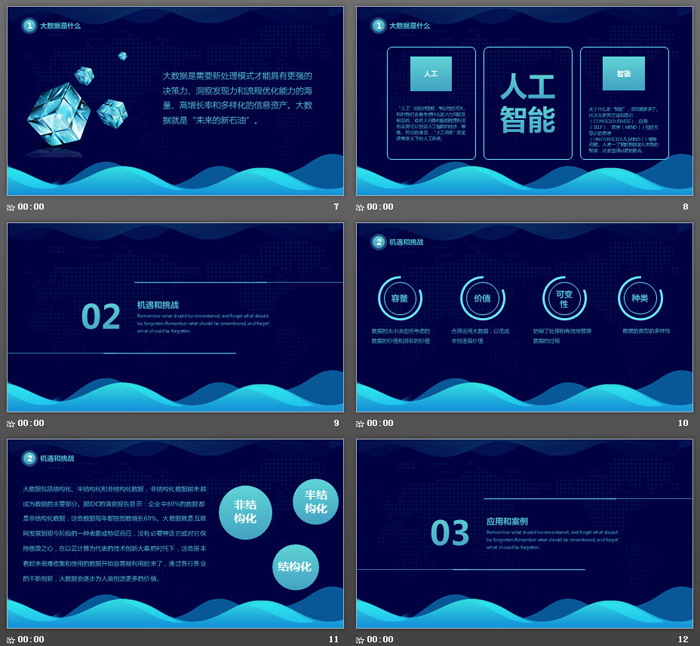 1 大数据是什么
大数据是需要新处理模式才能具有更强的
决策力、洞察发现力和流程优化能力的海
量、高增长率和多样化的信息资产。大数
据就是“未来的新石油”。
00:00
7
1 大数据是什么
人工
人工
智能
智能
00:00
8
02
机遇和挑战
Remember what should be remembered, and forget what should
be forgotten.Remember what should be remembered, and forget
what should be forgotten.
00:00
9
2 机遇和挑战
容量
价值
可变
性
种类
数据的大小决定所考虑的
数据的价值和潜在的价值
合理运用大数据，以低成
本创造高价值
妨碍了处理和有效地管理
数据的过程
数据的类型的多样性
00:00
10
2 机遇和挑战
大数据包括结构化、半结构化和非结构化数据，非结构化数据越来越
成为数据的主要部分。据IDC的调查报告显示：企业中80%的数据都
是非结构化数据，这些数据每年都按指数增长60%。大数据就是互联
网发展到现今阶段的一种表象或特征而已，没有必要神话它或对它保
持敬畏之心，在以云计算为代表的技术创新大幕的衬托下，这些原本
看起来很难收集和使用的数据开始容易被利用起来了，通过各行各业
的不断创新，大数据会逐步为人类创造更多的价值。
非结
构化
半结
构化
结构化
00:00
11
03
应用和案例
Remember what should be remembered, and forget what should
be forgotten.Remember what should be remembered, and forget
what should be forgotten.
00:00
12